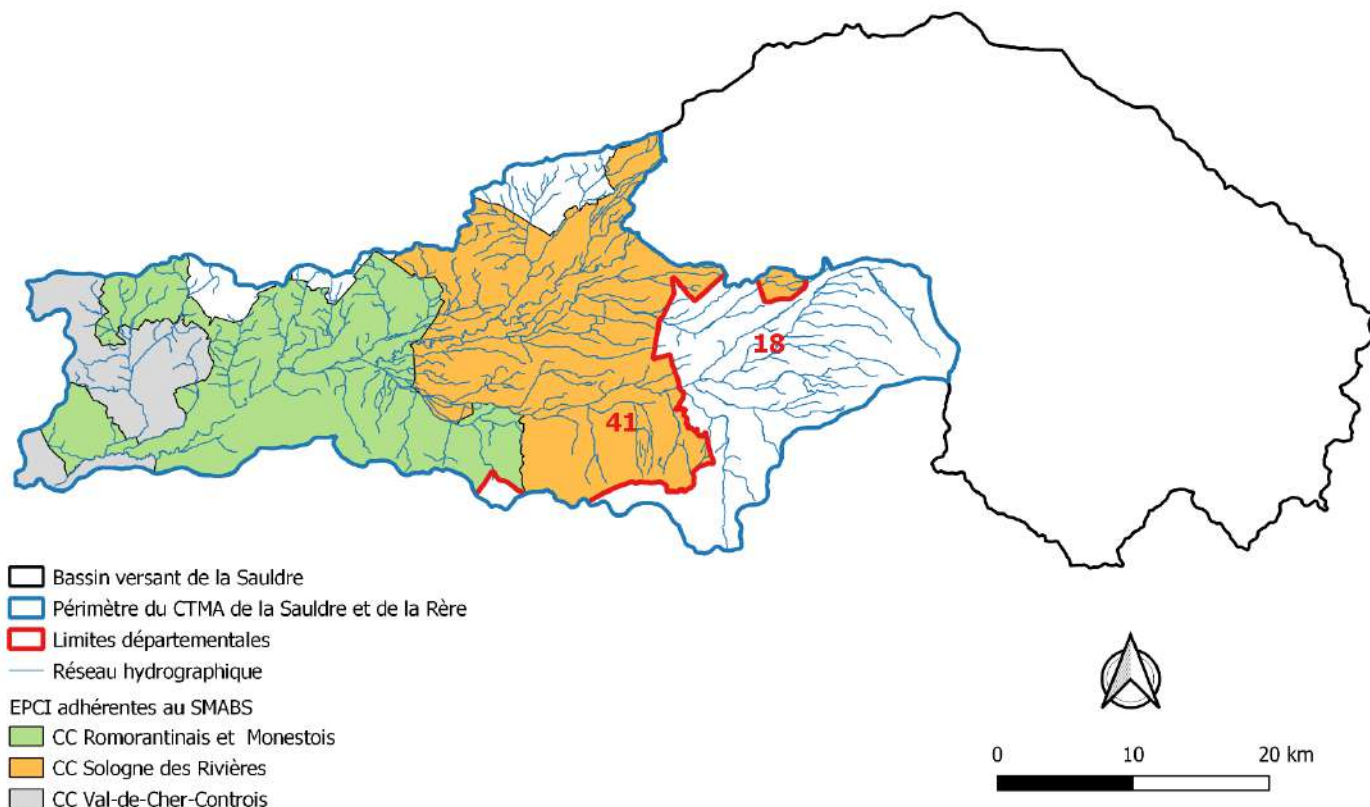 18
41
Bassin versant de la Sauldre
Périmètre du CTMA de la Sauldre et de la Rère
Limites départementales
Réseau hydrographique
EPCI adhérentes au SMABS
CC Romorantinais et Monestois
CC Sologne des Rivières
CC Val-de-Cher-Controis
0 10 20 km